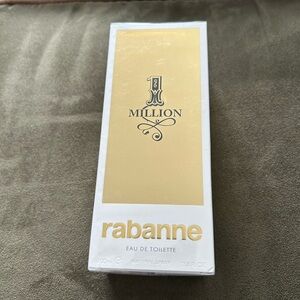 1
MILLION
rabanne
EAU DE TOILETTE